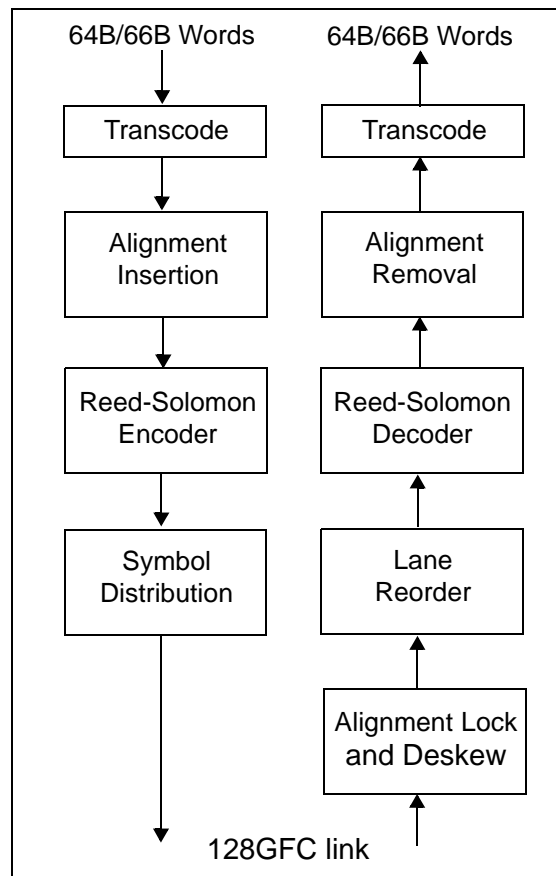 64B/66B Words
Transcode
Alignment
Insertion
Reed-Solomon
Encoder
Symbol
Distribution
64B/66B Words
Transcode
Alignment
Removal
Reed-Solomon
Decoder
Lane
Reorder
Alignment Lock
and Deskew
128GFC link